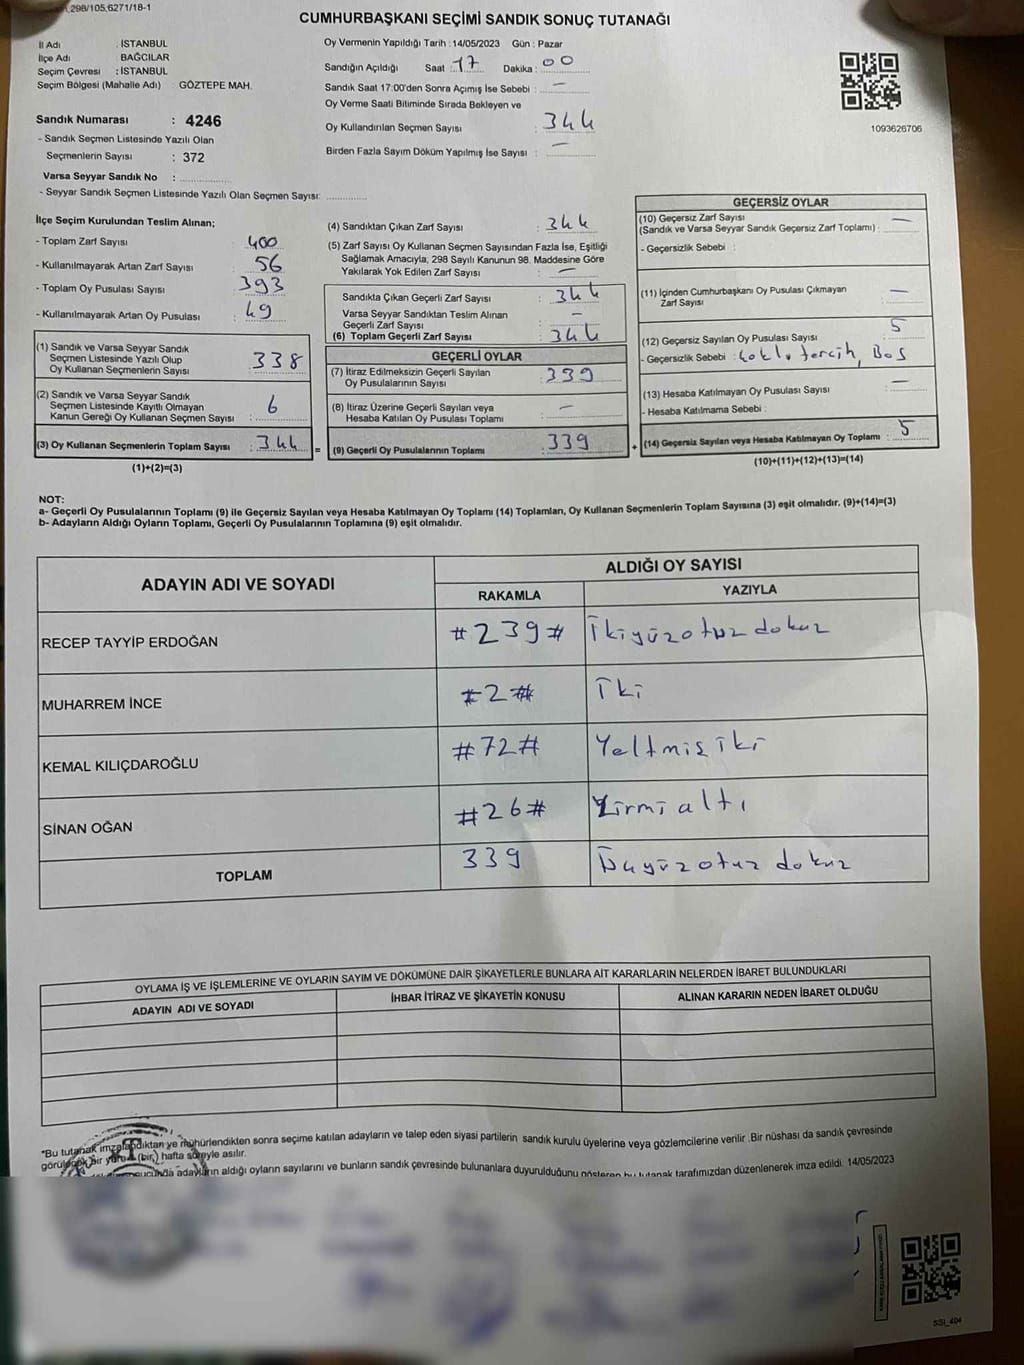 298/105,6271/18-1
CUMHURBAŞKANI SEÇİMİ SANDIK SONUÇ TUTANAĞI
İl Adı : İSTANBUL
İlçe Adı : BAĞCILAR
Seçim Çevresi : İSTANBUL
Seçim Bölgesi (Mahalle Adı) : GÖZTEPE MAH.
Sandık Numarası : 4246
- Sandık Seçmen Listesinde Yazılı Olan
Seçmenlerin Sayısı : 372
Varsa Seyyar Sandık No :
- Seyyar Sandık Seçmen Listesinde Yazılı Olan Seçmen Sayısı:
Oy Vermenin Yapıldığı Tarih : 14/05/2023 Gün : Pazar
Sandığın Açıldığı Saat : 17 Dakika : 00
Sandık Saat 17:00'den Sonra Açımış İse Sebebi : —
Oy Verme Saati Bitiminde Sırada Bekleyen ve
Oy Kullandırılan Seçmen Sayısı : 344
Birden Fazla Sayım Döküm Yapılmış İse Sayısı : —
1093626706
İlçe Seçim Kurulundan Teslim Alınan;
- Toplam Zarf Sayısı : 400
- Kullanılmayarak Artan Zarf Sayısı : 56
- Toplam Oy Pusulası Sayısı : 393
- Kullanılmayarak Artan Oy Pusulası : 49
(1) Sandık ve Varsa Seyyar Sandık
Seçmen Listesinde Yazılı Olup
Oy Kullanan Seçmenlerin Sayısı : 338
(2) Sandık ve Varsa Seyyar Sandık
Seçmen Listesinde Kayıtlı Olmayan
Kanun Gereği Oy Kullanan Seçmen Sayısı : 6
(3) Oy Kullanan Seçmenlerin Toplam Sayısı : 344 =
(1)+(2)=(3)
(4) Sandıktan Çıkan Zarf Sayısı : 344
(5) Zarf Sayısı Oy Kullanan Seçmen Sayısından Fazla İse, Eşitliği
Sağlamak Amacıyla, 298 Sayılı Kanunun 98. Maddesine Göre
Yakılarak Yok Edilen Zarf Sayısı : —
Sandıkta Çıkan Geçerli Zarf Sayısı : 344
Varsa Seyyar Sandıktan Teslim Alınan
Geçerli Zarf Sayısı : —
(6) Toplam Geçerli Zarf Sayısı : 344
GEÇERLİ OYLAR
(7) İtiraz Edilmeksizin Geçerli Sayılan
Oy Pusulalarının Sayısı : 339
(8) İtiraz Üzerine Geçerli Sayılan veya
Hesaba Katılan Oy Pusulası Toplamı : —
(9) Geçerli Oy Pusulalarının Toplamı : 339 +
GEÇERSİZ OYLAR
(10) Geçersiz Zarf Sayısı
(Sandık ve Varsa Seyyar Sandık Geçersiz Zarf Toplamı) : —
- Geçersizlik Sebebi :
(11) İçinden Cumhurbaşkanı Oy Pusulası Çıkmayan
Zarf Sayısı : —
(12) Geçersiz Sayılan Oy Pusulası Sayısı : 5
- Geçersizlik Sebebi : Çoklu tercih, Boş
(13) Hesaba Katılmayan Oy Pusulası Sayısı : —
- Hesaba Katılmama Sebebi :
(14) Geçersiz Sayılan veya Hesaba Katılmayan Oy Toplamı : 5
(10)+(11)+(12)+(13)=(14)
NOT:
a- Geçerli Oy Pusulalarının Toplamı (9) ile Geçersiz Sayılan veya Hesaba Katılmayan Oy Toplamı (14) Toplamları, Oy Kullanan Seçmenlerin Toplam Sayısına (3) eşit olmalıdır. (9)+(14)=(3)
b- Adayların Aldığı Oyların Toplamı, Geçerli Oy Pusulalarının Toplamına (9) eşit olmalıdır.
ADAYIN ADI VE SOYADI
ALDIĞI OY SAYISI
RAKAMLA YAZIYLA
RECEP TAYYİP ERDOĞAN #239# İkiyüzotuzdokuz
MUHARREM İNCE #2# İki
KEMAL KILIÇDAROĞLU #72# Yeltmiş iki
SİNAN OĞAN #26# Yirmi altı
TOPLAM 339 Üçyüzotuz dokuz
OYLAMA İŞ VE İŞLEMLERİNE VE OYLARIN SAYIM VE DÖKÜMÜNE DAİR ŞİKAYETLERLE BUNLARA AİT KARARLARIN NELERDEN İBARET BULUNDUKLARI
ADAYIN ADI VE SOYADI İHBAR İTİRAZ VE ŞİKAYETİN KONUSU ALINAN KARARIN NEDEN İBARET OLDUĞU
*Bu tutanak imzalandıktan ve mühürlendikten sonra seçime katılan adayların ve talep eden siyasi partilerin sandık kurulu üyelerine veya gözlemcilerine verilir. Bir nüshası da sandık çevresinde
görülecek bir yere (bir) hafta süreyle asılır.
adayların aldığı oyların sayılarını ve bunların sandık çevresinde bulunanlara duyurulduğunu gösteren bu tutanak tarafımızdan düzenlenerek imza edildi. 14/05/2023
SSI_404